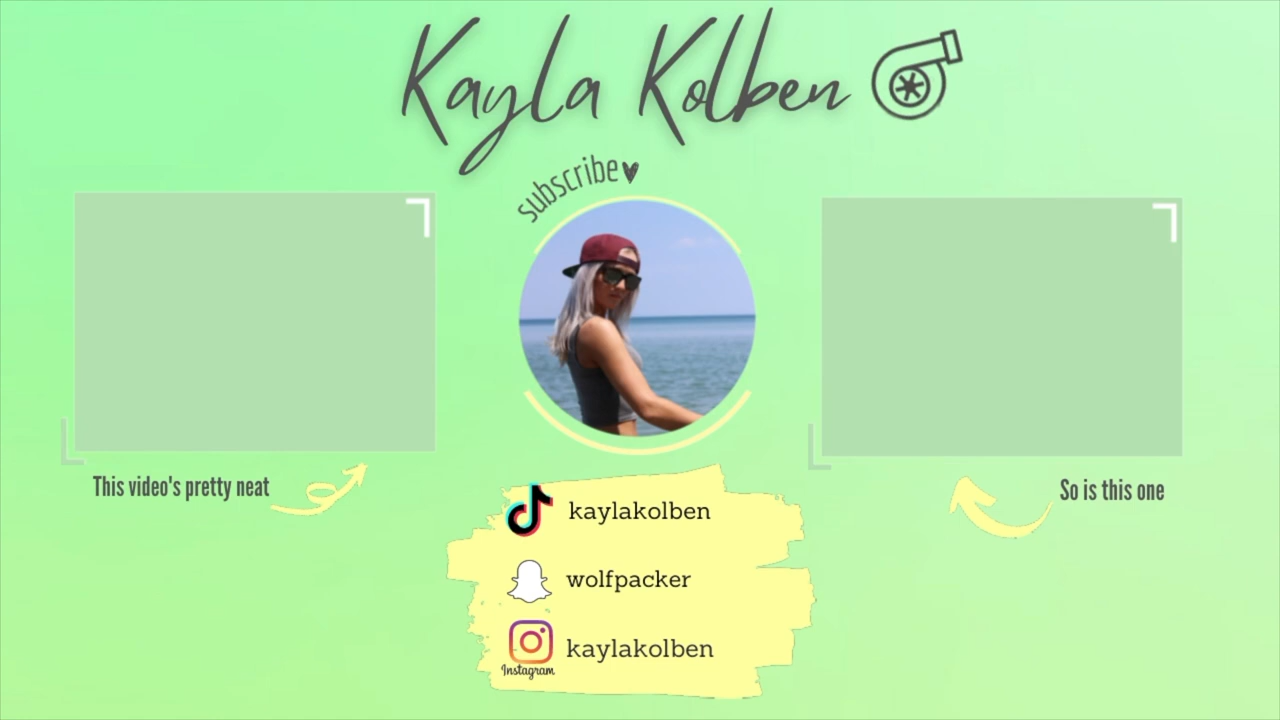 Kayla Kolben
subscribe
This video's pretty neat
So is this one
kaylakolben
wolfpacker
kaylakolben
Instagram